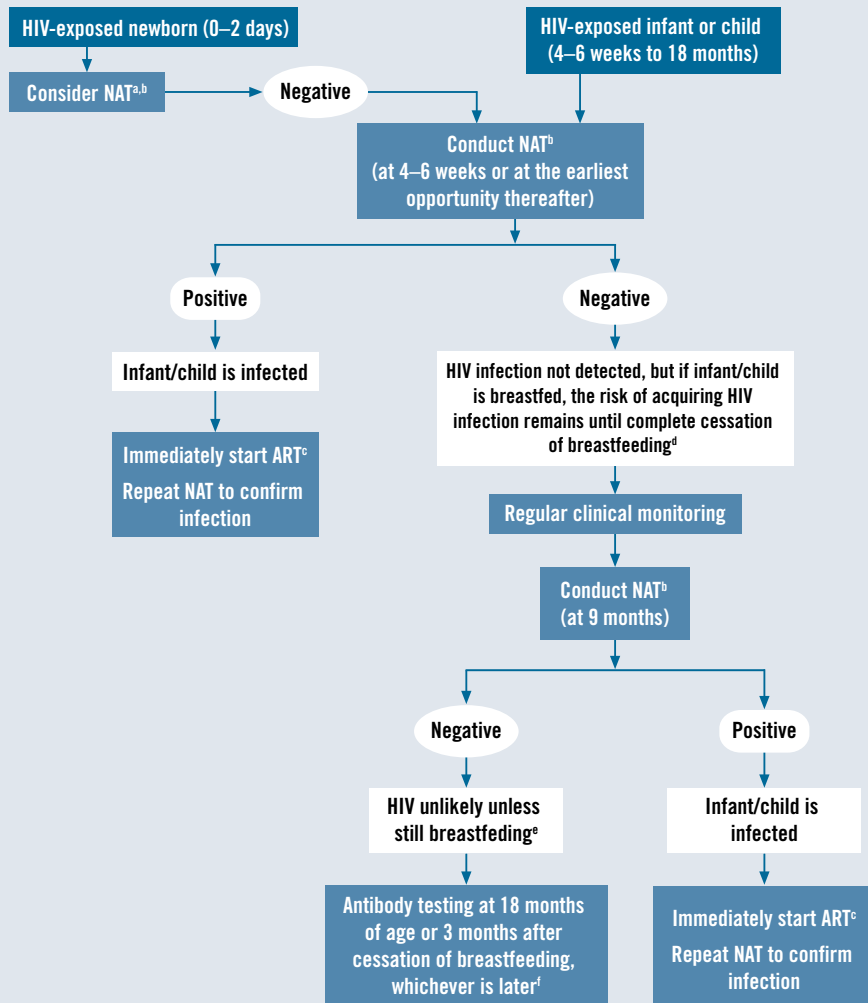 HIV-exposed newborn (0–2 days)
HIV-exposed infant or child
(4–6 weeks to 18 months)
Consider NATᵃ,ᵇ
Negative
Conduct NATᵇ
(at 4–6 weeks or at the earliest
opportunity thereafter)
Positive
Negative
Infant/child is infected
HIV infection not detected, but if infant/child
is breastfed, the risk of acquiring HIV
infection remains until complete cessation
of breastfeedingᵈ
Immediately start ARTᶜ
Repeat NAT to confirm
infection
Regular clinical monitoring
Conduct NATᵇ
(at 9 months)
Negative
Positive
HIV unlikely unless
still breastfedingᵉ
Infant/child is
infected
Antibody testing at 18 months
of age or 3 months after
cessation of breastfeeding,
whichever is laterᶠ
Immediately start ARTᶜ
Repeat NAT to confirm
infection